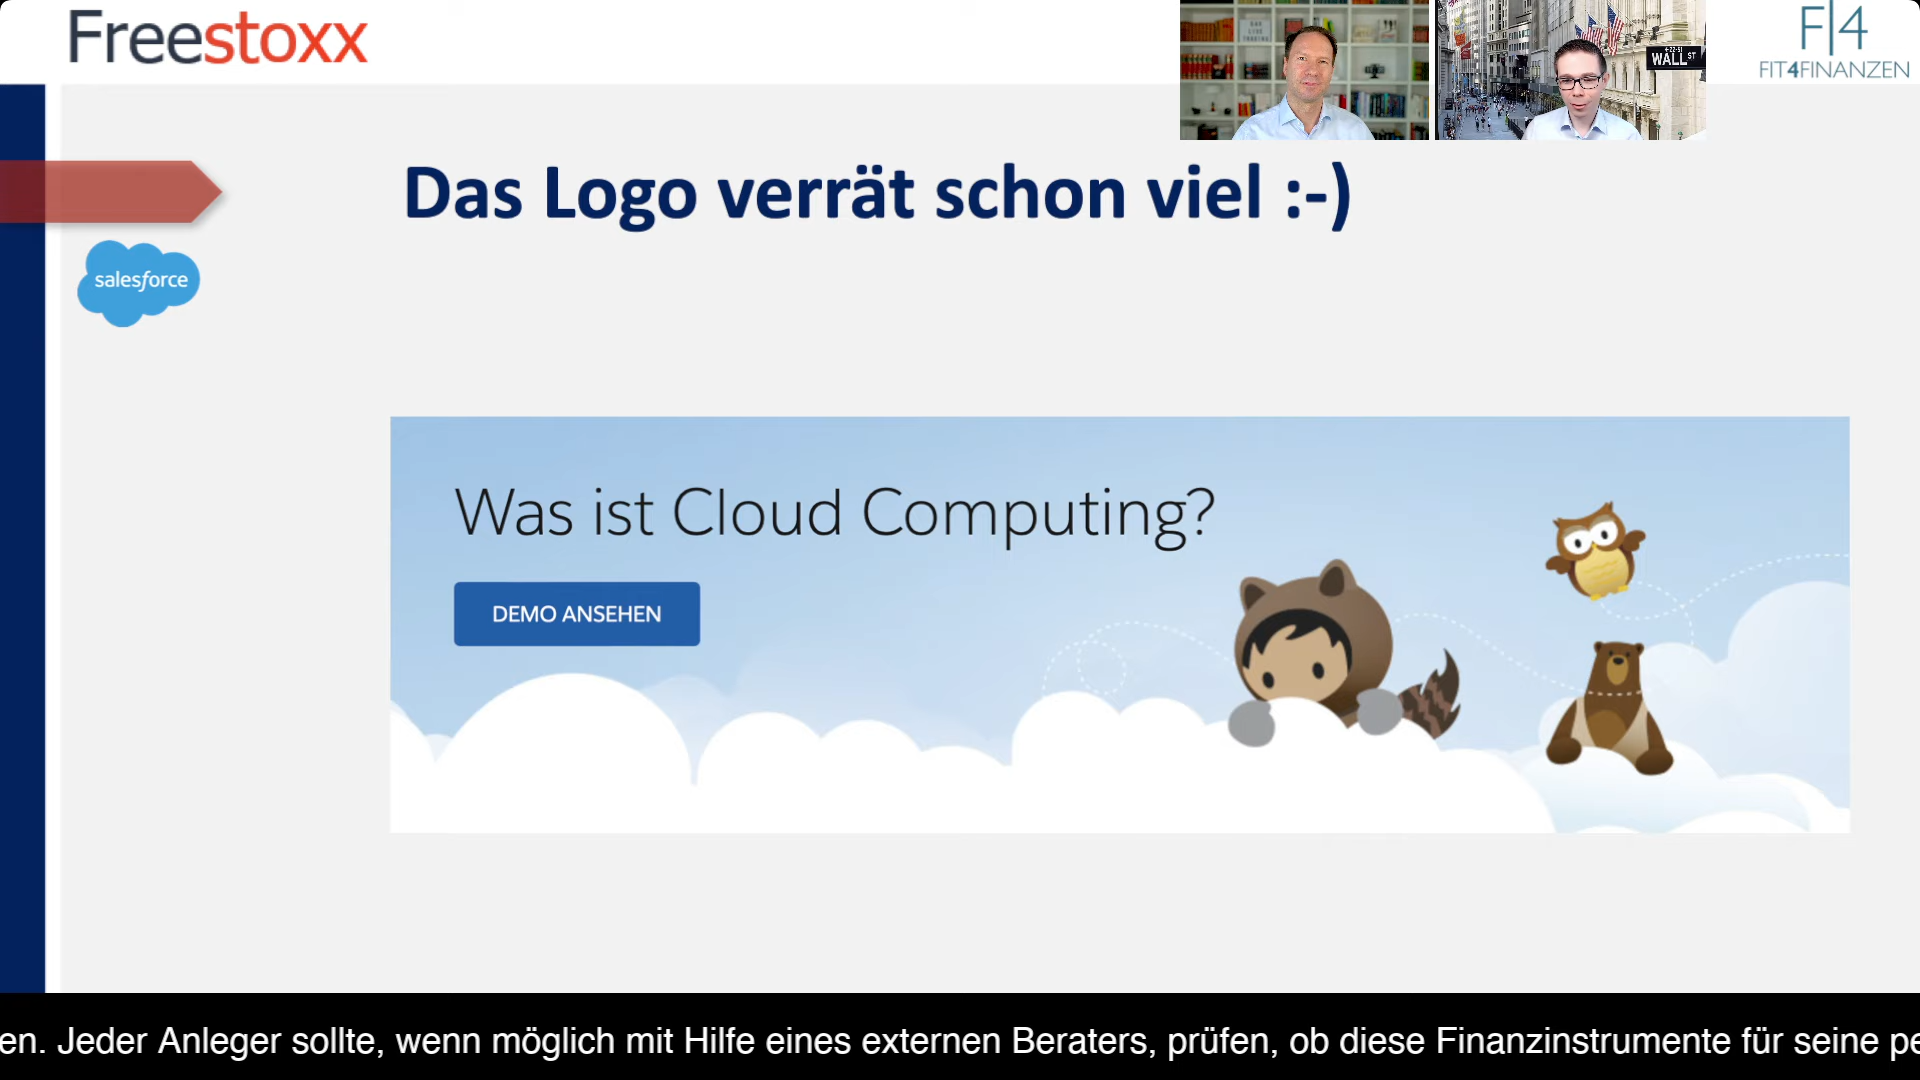 Freestoxx
WALL ST
F|4
FIT4FINANZEN
Das Logo verrät schon viel :-)
salesforce
Was ist Cloud Computing?
DEMO ANSEHEN
en. Jeder Anleger sollte, wenn möglich mit Hilfe eines externen Beraters, prüfen, ob diese Finanzinstrumente für seine pe